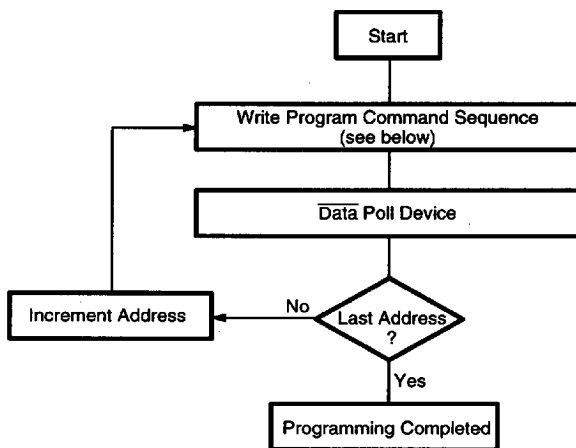 Start
Write Program Command Sequence
(see below)
Data Poll Device
No
Last Address
?
Increment Address
Yes
Programming Completed